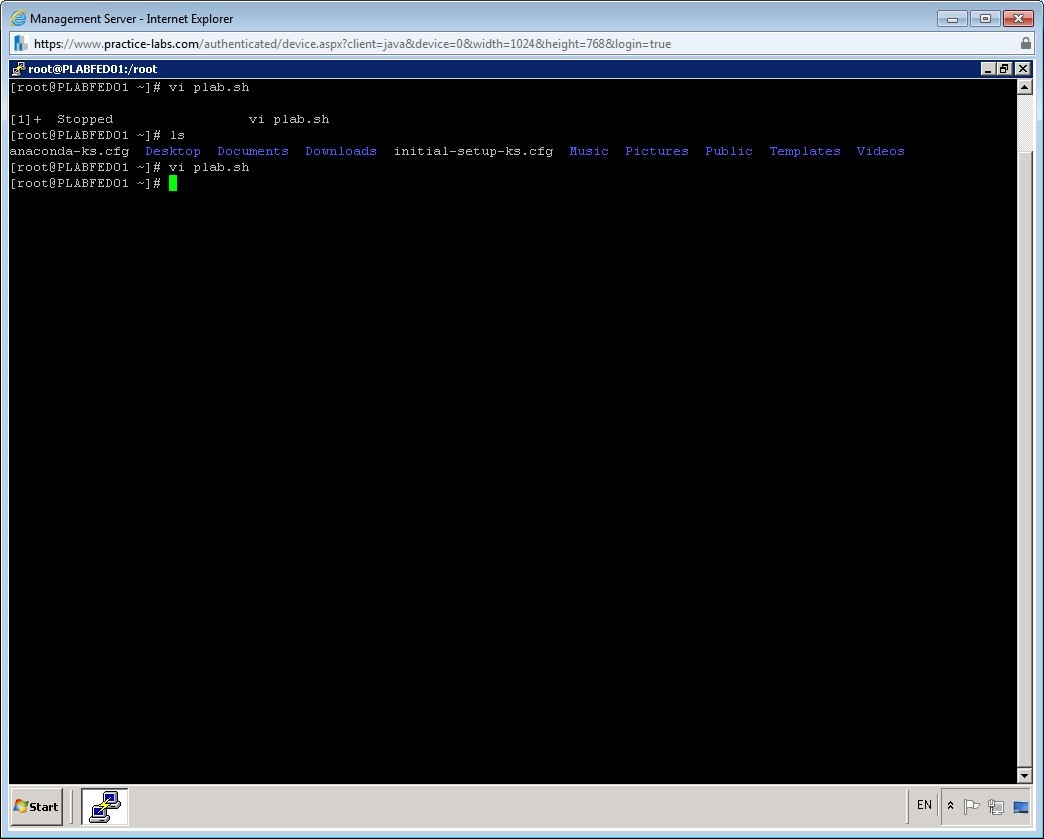 Management Server - Internet Explorer
https://www.practice-labs.com/authenticated/device.aspx?client=java&device=0&width=1024&height=768&login=true
root@PLABFED01:/root
[root@PLABFED01 ~]# vi plab.sh
[1]+  Stopped                 vi plab.sh
[root@PLABFED01 ~]# ls
anaconda-ks.cfg  Desktop  Documents  Downloads  initial-setup-ks.cfg  Music  Pictures  Public  Templates  Videos
[root@PLABFED01 ~]# vi plab.sh
[root@PLABFED01 ~]#
Start EN